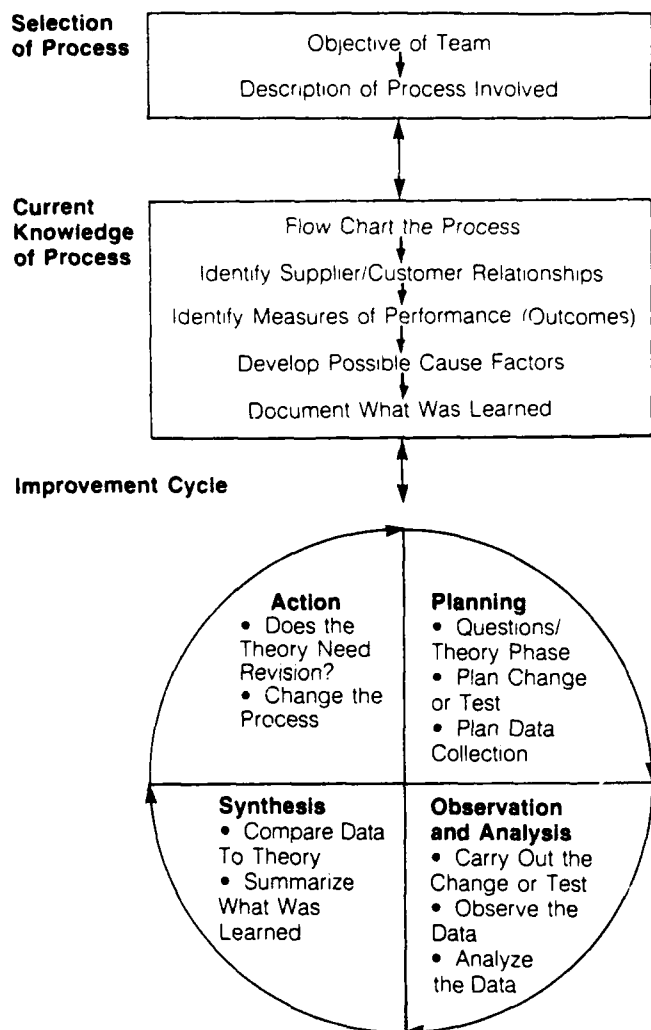 Selection
of Process
Objective of Team
Description of Process Involved
Current
Knowledge
of Process
Flow Chart the Process
Identify Supplier/Customer Relationships
Identify Measures of Performance (Outcomes)
Develop Possible Cause Factors
Document What Was Learned
Improvement Cycle
Action
• Does the
Theory Need
Revision?
• Change the
Process
Planning
• Questions/
Theory Phase
• Plan Change
or Test
• Plan Data
Collection
Synthesis
• Compare Data
To Theory
• Summarize
What Was
Learned
Observation
and Analysis
• Carry Out the
Change or Test
• Observe the
Data
• Analyze
the Data